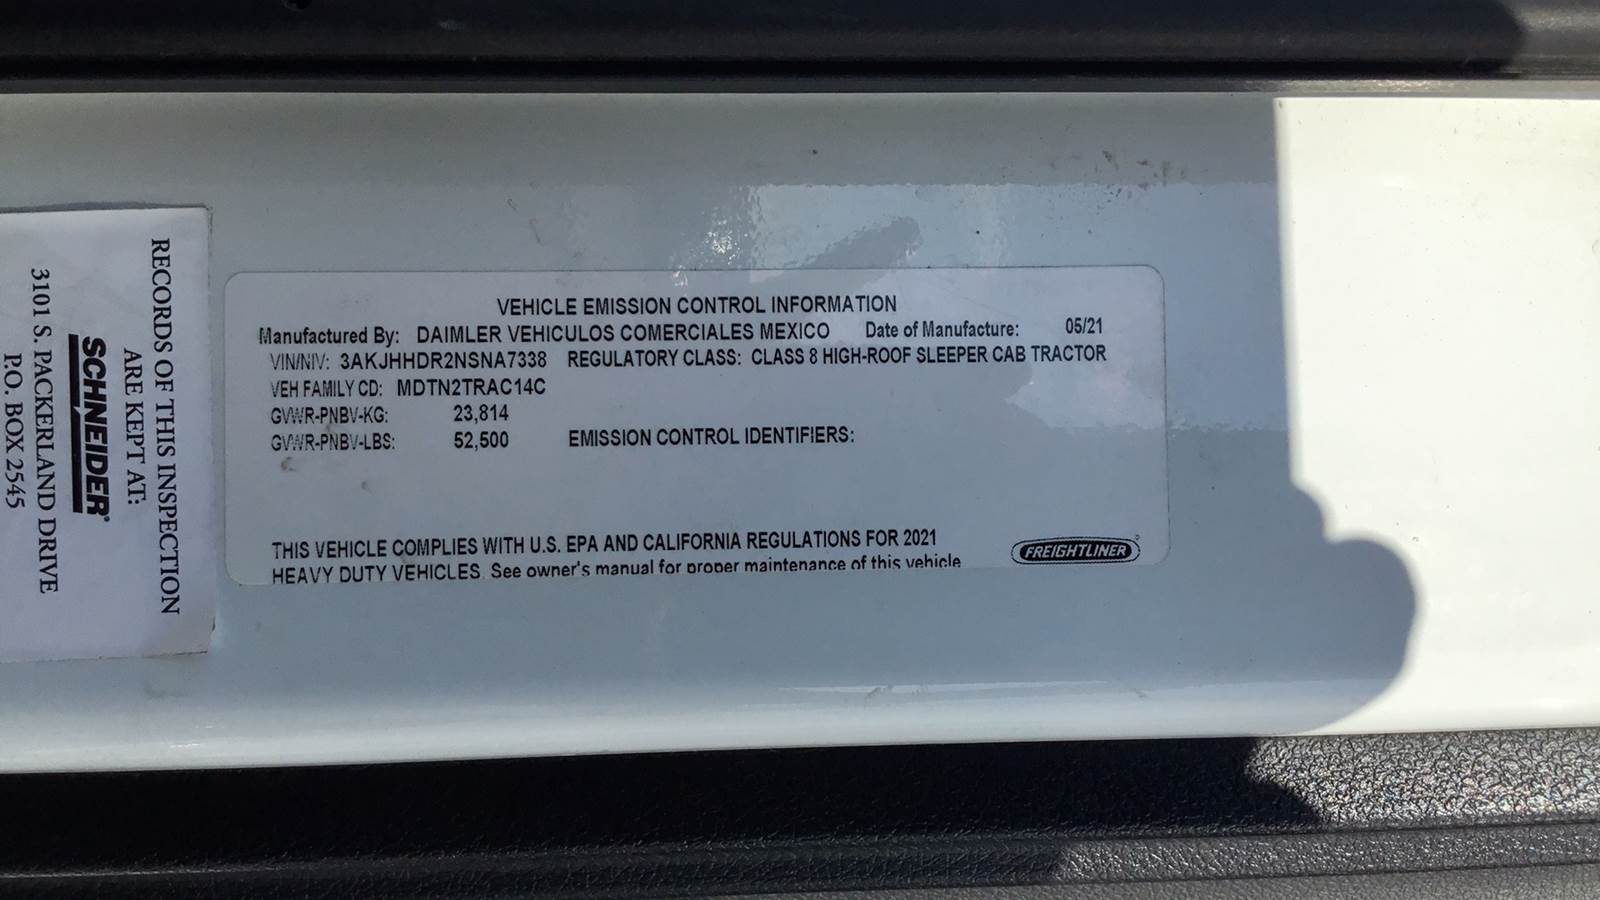 RECORDS OF THIS INSPECTION
ARE KEPT AT:
SCHNEIDER®
3101 S. PACKERLAND DRIVE
P.O. BOX 2545
VEHICLE EMISSION CONTROL INFORMATION
Manufactured By: DAIMLER VEHICULOS COMERCIALES MEXICO Date of Manufacture: 05/21
VIN/NIV: 3AKJHHDR2NSNA7338 REGULATORY CLASS: CLASS 8 HIGH-ROOF SLEEPER CAB TRACTOR
VEH FAMILY CD: MDTN2TRAC14C
GVWR-PNBV-KG: 23,814
GVWR-PNBV-LBS: 52,500 EMISSION CONTROL IDENTIFIERS:
THIS VEHICLE COMPLIES WITH U.S. EPA AND CALIFORNIA REGULATIONS FOR 2021
HEAVY DUTY VEHICLES. See owner's manual for proper maintenance of this vehicle
FREIGHTLINER